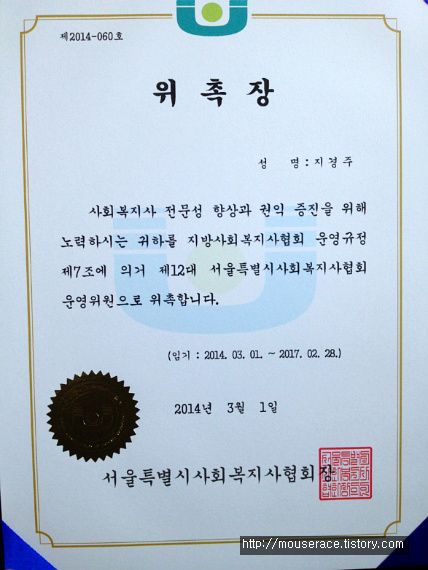 제2014-060호
위 촉 장
성 명 : 지경주
사회복지사 전문성 향상과 권익 증진을 위해
노력하시는 귀하를 지방사회복지사협회 운영규정
제7조에 의거 제12대 서울특별시사회복지사협회
운영위원으로 위촉합니다.
(임기 : 2014. 03. 01. ~ 2017. 02. 28.)
2014년 3월 1일
서울특별시사회복지사협회장
http://mouserace.tistory.com